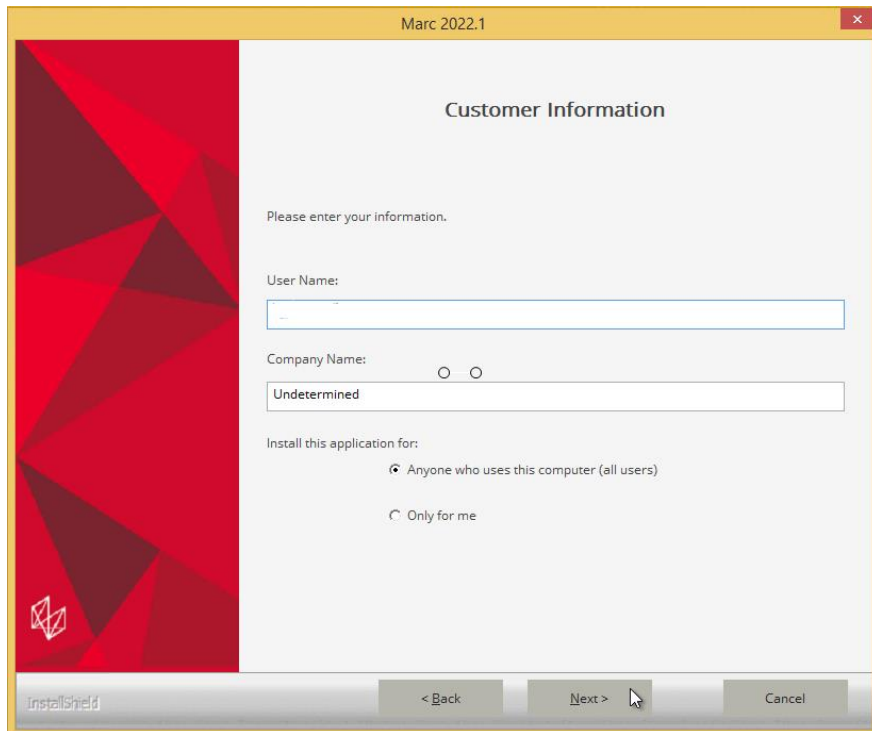 Marc 2022.1
Customer Information
Please enter your information.
User Name:
Company Name:
Undetermined
Install this application for:
Anyone who uses this computer (all users)
Only for me
InstallShield
< Back
Next >
Cancel